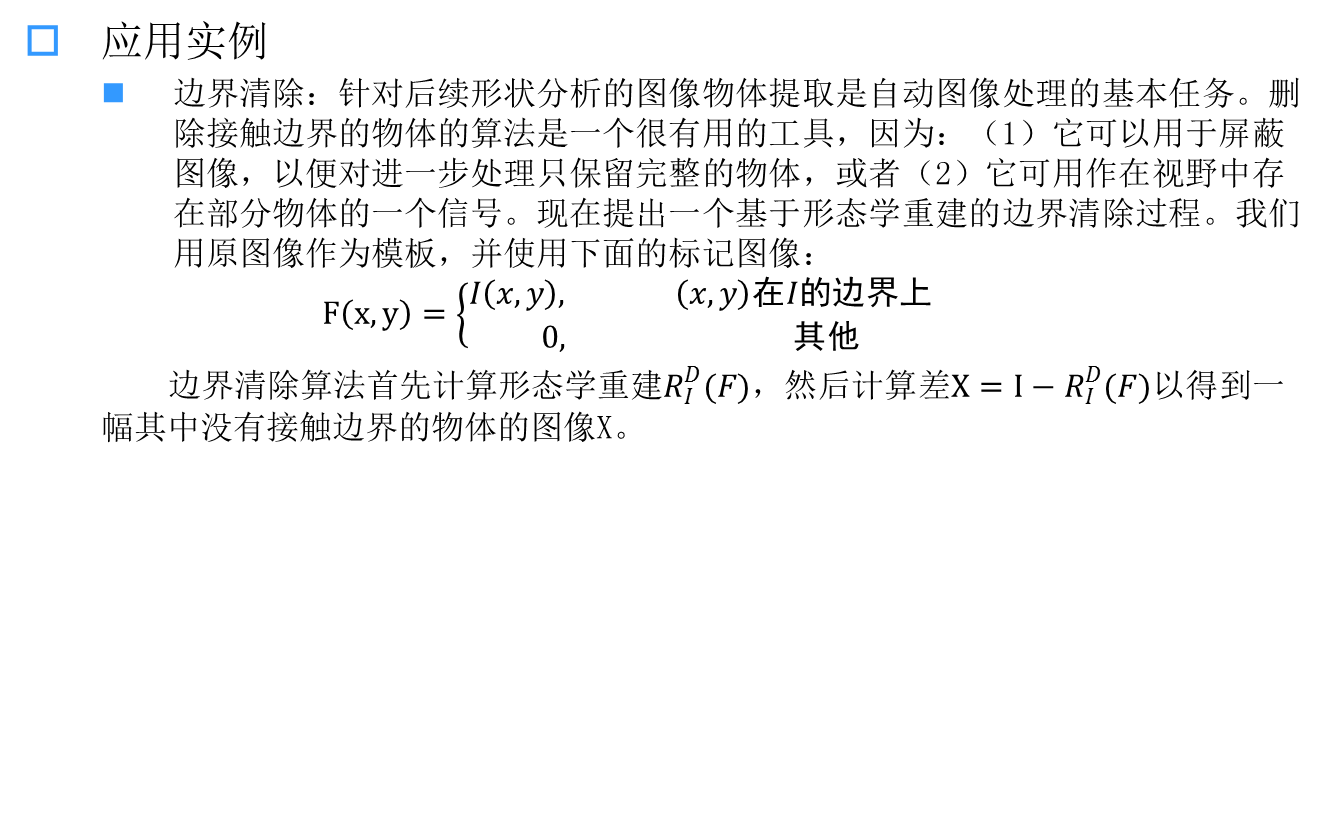 应用实例
边界清除：针对后续形状分析的图像物体提取是自动图像处理的基本任务。删
除接触边界的物体的算法是一个很有用的工具，因为：（1）它可以用于屏蔽
图像，以便对进一步处理只保留完整的物体，或者（2）它可用作在视野中存
在部分物体的一个信号。现在提出一个基于形态学重建的边界清除过程。我们
用原图像作为模板，并使用下面的标记图像：
F(x,y) = { I(x,y), (x,y)在I的边界上
0, 其他
边界清除算法首先计算形态学重建R_I^D(F)，然后计算差X = I − R_I^D(F)以得到一
幅其中没有接触边界的物体的图像X。